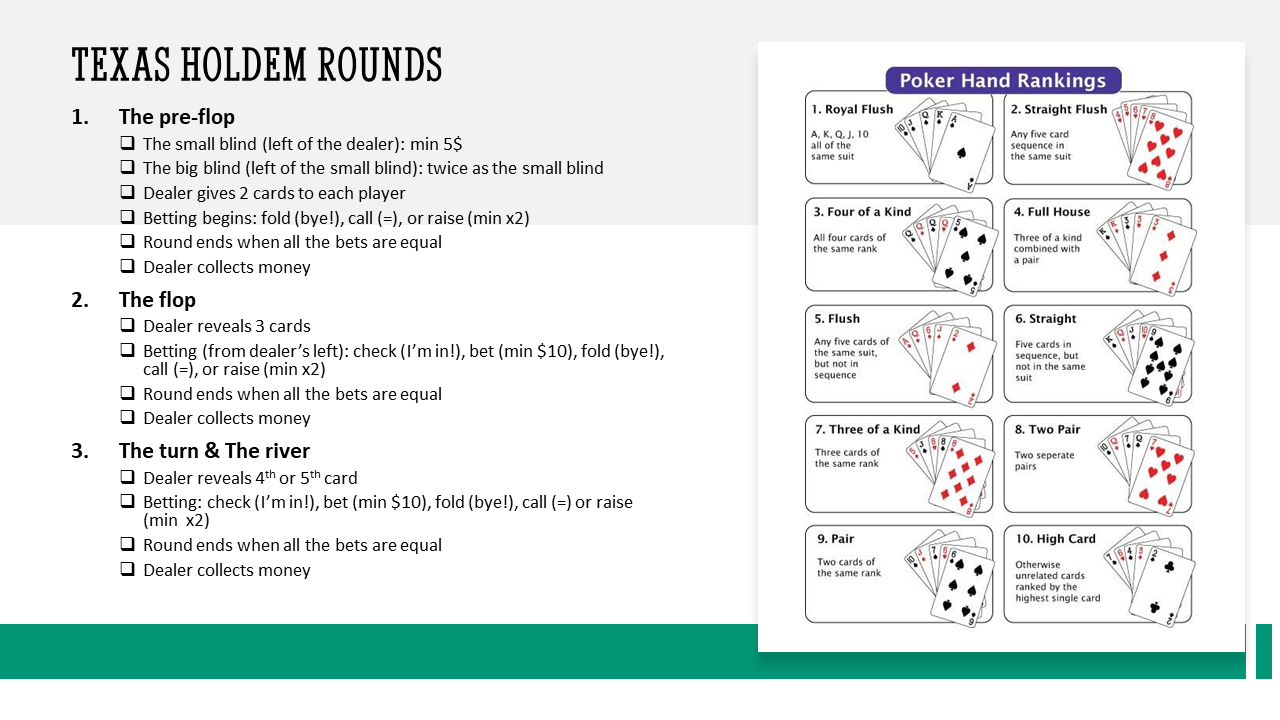 TEXAS HOLDEM ROUNDS
1. The pre-flop
The small blind (left of the dealer): min 5$
The big blind (left of the small blind): twice as the small blind
Dealer gives 2 cards to each player
Betting begins: fold (bye!), call (=), or raise (min x2)
Round ends when all the bets are equal
Dealer collects money
2. The flop
Dealer reveals 3 cards
Betting (from dealer's left): check (I'm in!), bet (min $10), fold (bye!),
call (=), or raise (min x2)
Round ends when all the bets are equal
Dealer collects money
3. The turn & The river
Dealer reveals 4th or 5th card
Betting: check (I'm in!), bet (min $10), fold (bye!), call (=) or raise
(min x2)
Round ends when all the bets are equal
Dealer collects money
Poker Hand Rankings
1. Royal Flush
A, K, Q, J, 10
all of the
same suit
2. Straight Flush
Any five card
sequence in
the same suit
3. Four of a Kind
All four cards of
the same rank
4. Full House
Three of a kind
combined with
a pair
5. Flush
Any five cards of
the same suit,
but not in
sequence
6. Straight
Five cards in
sequence, but
not in the same
suit
7. Three of a Kind
Three cards of
the same rank
8. Two Pair
Two seperate
pairs
9. Pair
Two cards of
the same rank
10. High Card
Otherwise
unrelated cards
ranked by the
highest single card